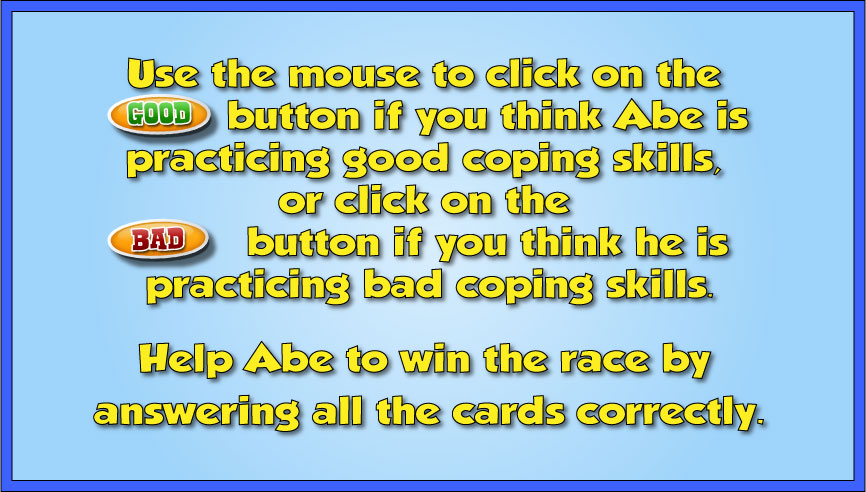 Use the mouse to click on the
GOOD button if you think Abe is
practicing good coping skills,
or click on the
BAD button if you think he is
practicing bad coping skills.
Help Abe to win the race by
answering all the cards correctly.